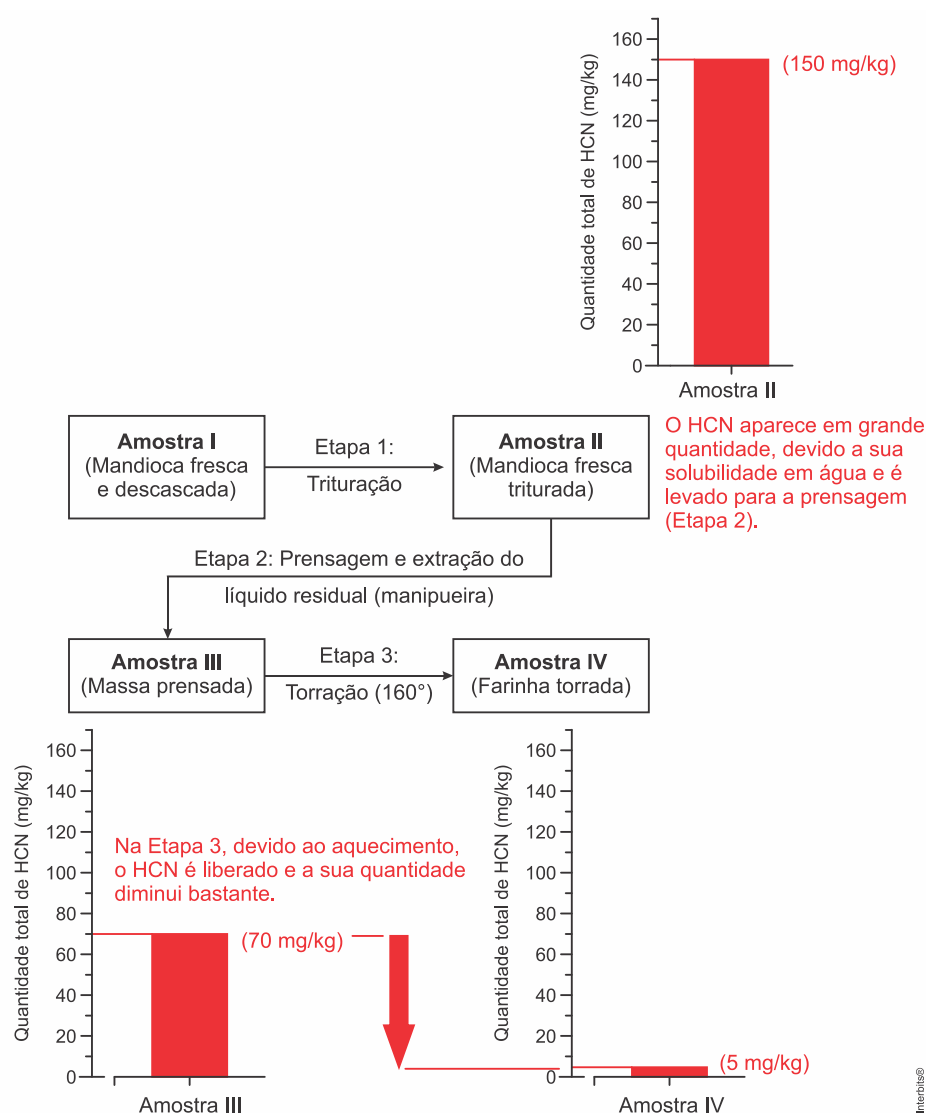 160
140
120
100
80
60
40
20
0
Quantidade total de HCN (mg/kg)
(150 mg/kg)
Amostra II
Amostra I
(Mandioca fresca
e descascada)
Etapa 1:
Trituração
Amostra II
(Mandioca fresca
triturada)
O HCN aparece em grande
quantidade, devido a sua
solubilidade em água e é
levado para a prensagem
(Etapa 2).
Etapa 2: Prensagem e extração do
líquido residual (manipueira)
Amostra III
(Massa prensada)
Etapa 3:
Torração (160°)
Amostra IV
(Farinha torrada)
160
140
120
100
80
60
40
20
0
Quantidade total de HCN (mg/kg)
Na Etapa 3, devido ao aquecimento,
o HCN é liberado e a sua quantidade
diminui bastante.
(70 mg/kg)
Amostra III
160
140
120
100
80
60
40
20
0
Quantidade total de HCN (mg/kg)
(5 mg/kg)
Amostra IV
Interbits®